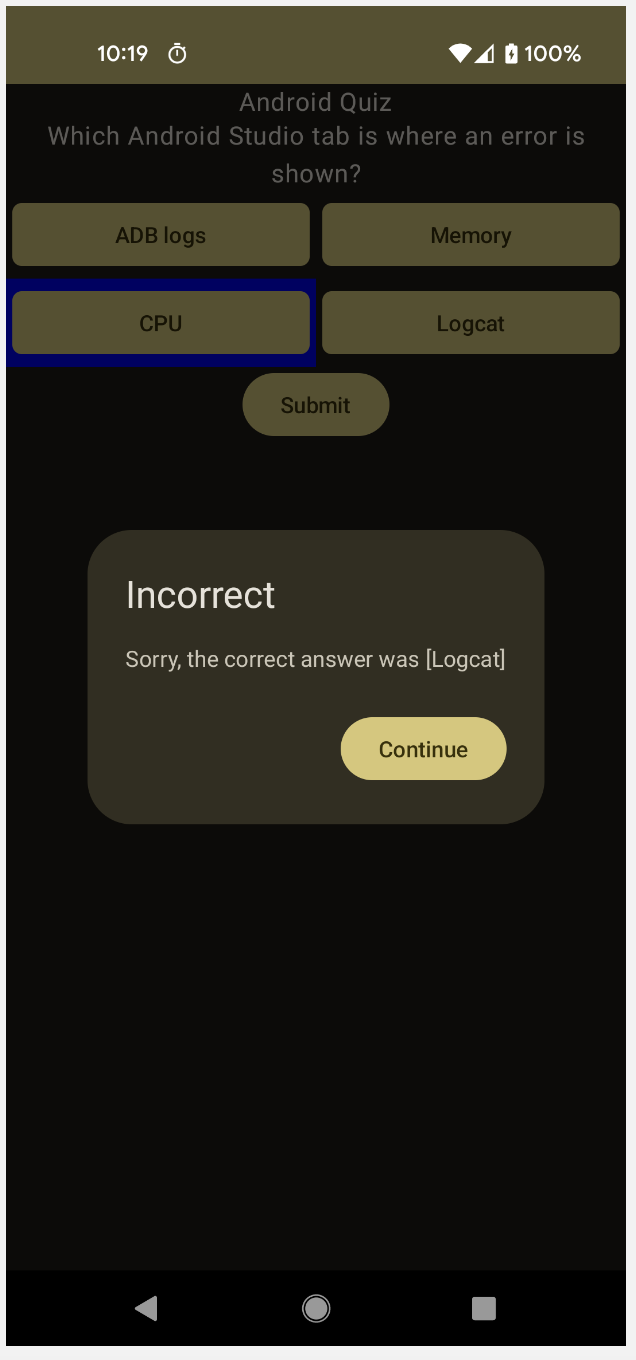 10:19 100%
Android Quiz
Which Android Studio tab is where an error is
shown?
ADB logs Memory
CPU Logcat
Submit
Incorrect
Sorry, the correct answer was [Logcat]
Continue